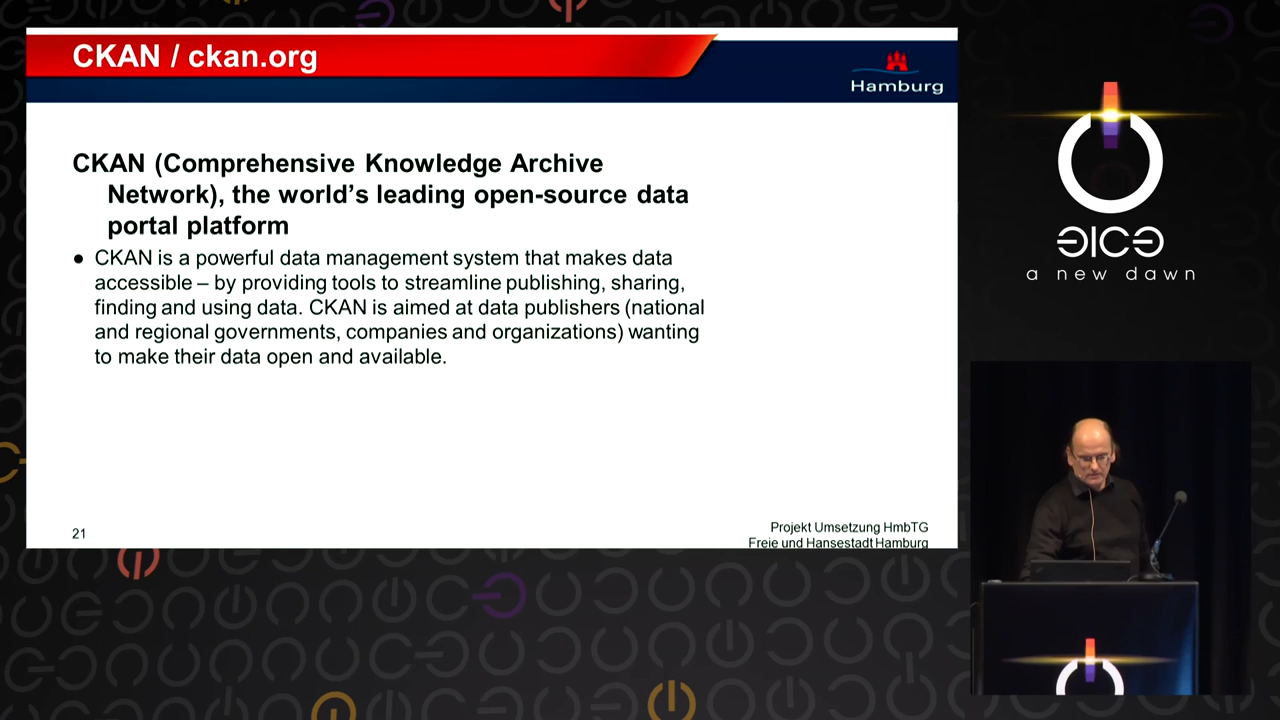 CKAN / ckan.org
Hamburg
CKAN (Comprehensive Knowledge Archive
Network), the world’s leading open-source data
portal platform
● CKAN is a powerful data management system that makes data
accessible – by providing tools to streamline publishing, sharing,
finding and using data. CKAN is aimed at data publishers (national
and regional governments, companies and organizations) wanting
to make their data open and available.
21
Projekt Umsetzung HmbTG
Freie und Hansestadt Hamburg
a new dawn